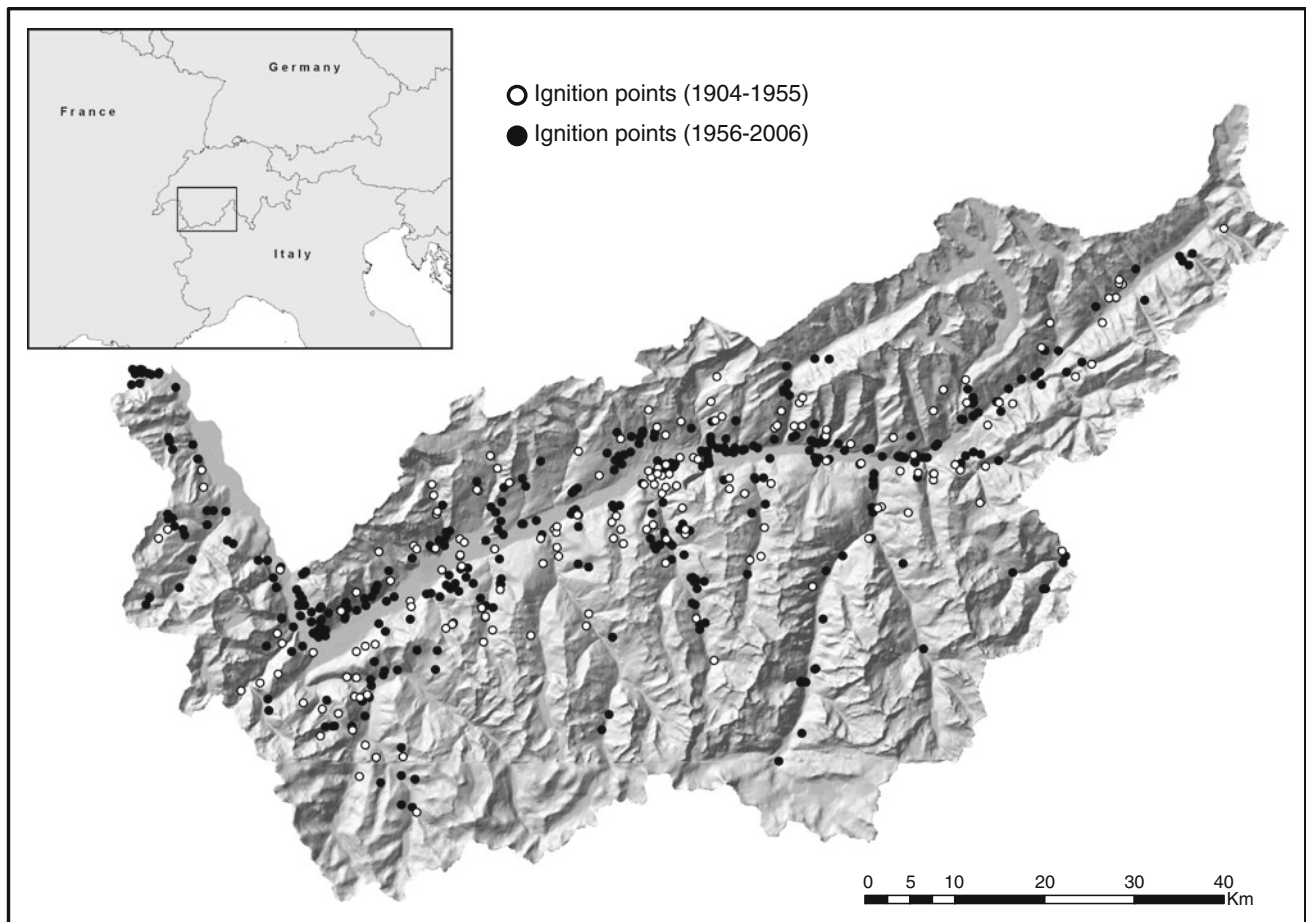 Germany
France
Italy
Ignition points (1904-1955)
Ignition points (1956-2006)
0 5 10 20 30 40
Km